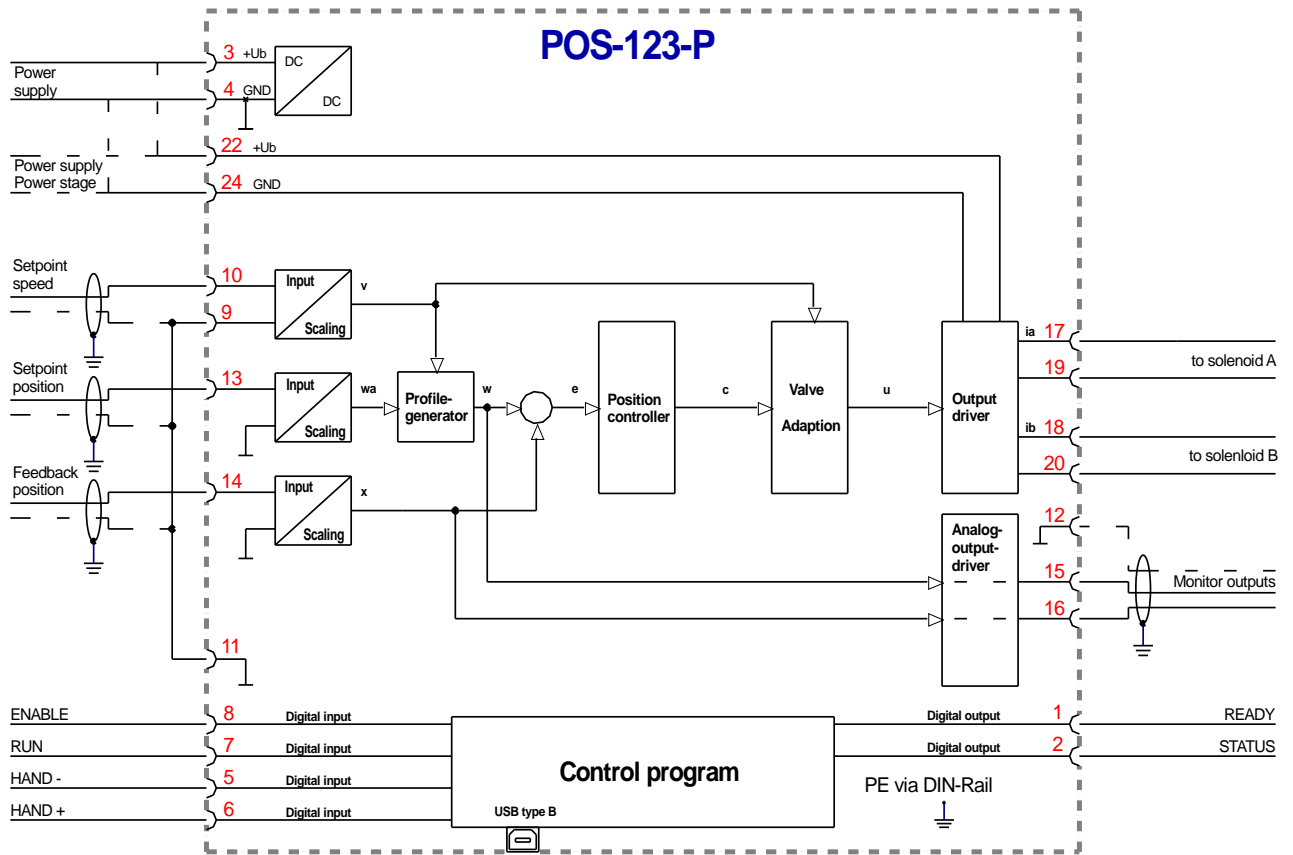 POS-123-P
3 +Ub DC
Power
supply
4 GND DC
22 +Ub
Power supply
Power stage
24 GND
Setpoint
speed
10 Input v
9 Scaling
Setpoint
position
13 Input wa
Scaling
Profile-
generator
w
e
Position
controller
c
Valve
Adaption
u
Output
driver
ia 17
to solenoid A
19
ib 18
to solenloid B
20
Feedback
position
14 Input x
Scaling
Analog-
output-
driver
12
15
Monitor outputs
16
11
ENABLE 8 Digital input
RUN 7 Digital input
HAND - 5 Digital input
HAND + 6 Digital input
Control program
USB type B
Digital output 1 READY
Digital output 2 STATUS
PE via DIN-Rail